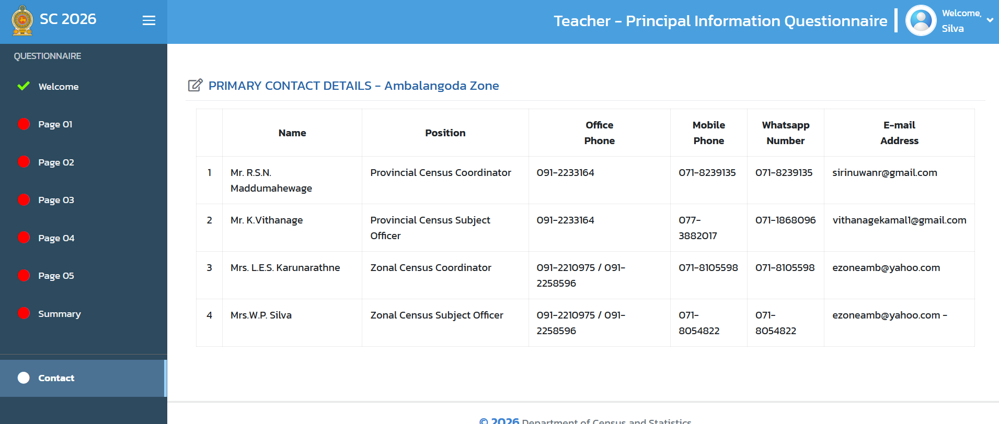 SC 2026
Teacher - Principal Information Questionnaire
Welcome,
Silva
QUESTIONNAIRE
Welcome
Page 01
Page 02
Page 03
Page 04
Page 05
Summary
Contact
PRIMARY CONTACT DETAILS - Ambalangoda Zone
Name Position Office Phone Mobile Phone Whatsapp Number E-mail Address
1 Mr. R.S.N. Maddumahewage Provincial Census Coordinator 091-2233164 071-8239135 071-8239135 sirinuwanr@gmail.com
2 Mr. K.Vithanage Provincial Census Subject Officer 091-2233164 077-3882017 071-1868096 vithanagekamal1@gmail.com
3 Mrs. L.E.S. Karunarathne Zonal Census Coordinator 091-2210975 / 091-2258596 071-8105598 071-8105598 ezoneamb@yahoo.com
4 Mrs.W.P. Silva Zonal Census Subject Officer 091-2210975 / 091-2258596 071-8054822 071-8054822 ezoneamb@yahoo.com -
© 2026 Department of Census and Statistics